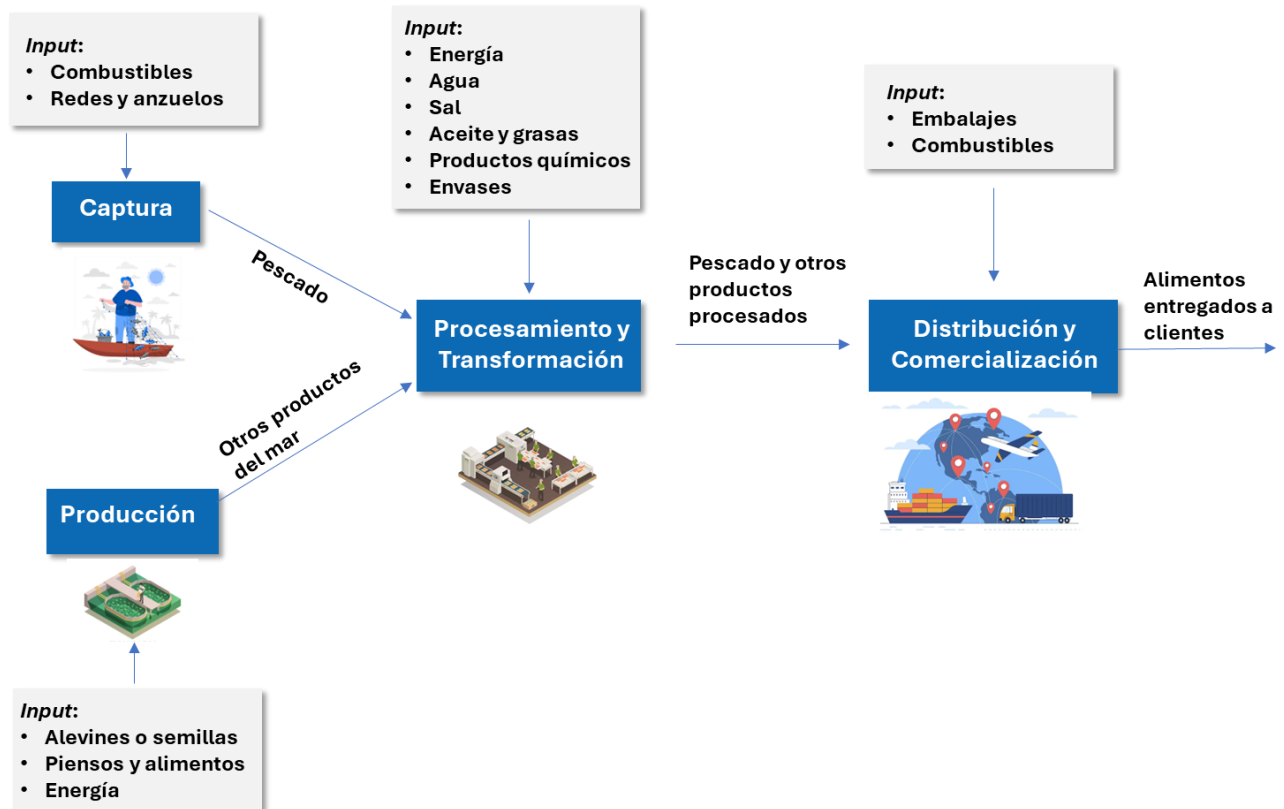 Input:
• Combustibles
• Redes y anzuelos
Captura
Pescado
Input:
• Energía
• Agua
• Sal
• Aceite y grasas
• Productos químicos
• Envases
Procesamiento y
Transformación
Otros productos
del mar
Producción
Input:
• Alevines o semillas
• Piensos y alimentos
• Energía
Pescado y otros
productos
procesados
Input:
• Embalajes
• Combustibles
Distribución y
Comercialización
Alimentos
entregados a
clientes